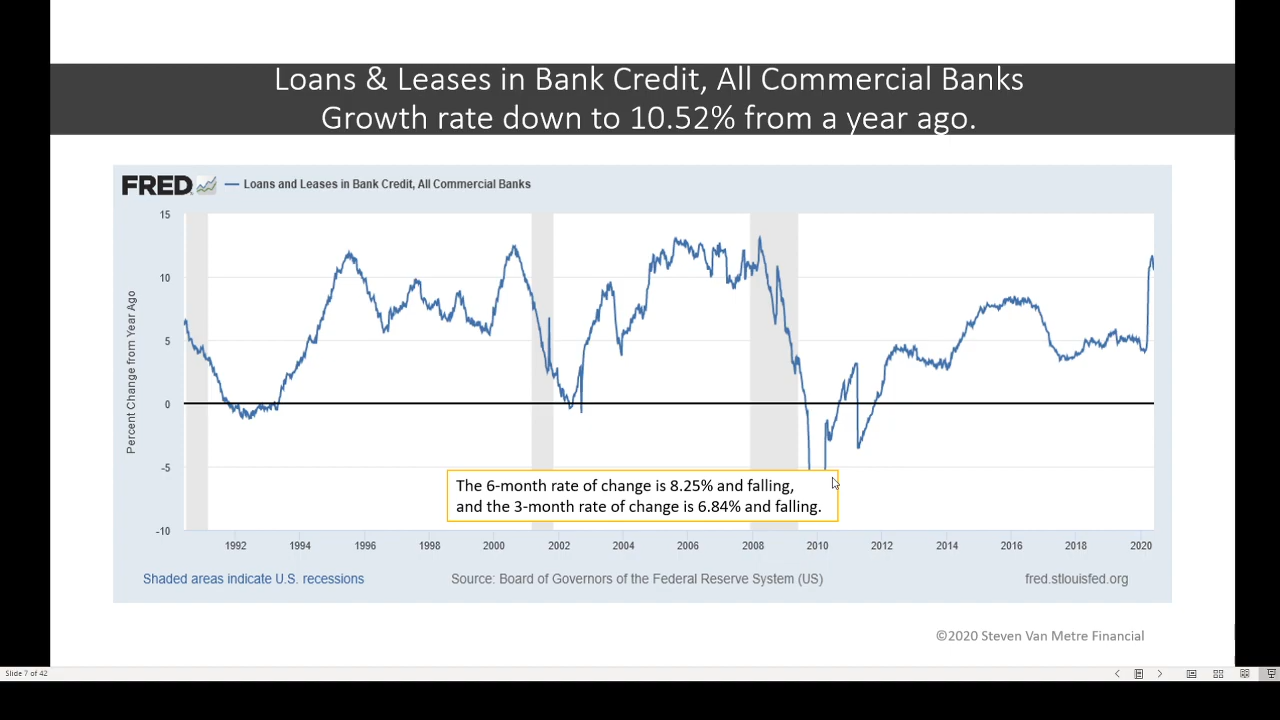 Loans & Leases in Bank Credit, All Commercial Banks
Growth rate down to 10.52% from a year ago.
FRED
Loans and Leases in Bank Credit, All Commercial Banks
15
10
5
0
-5
-10
Percent Change from Year Ago
The 6-month rate of change is 8.25% and falling,
and the 3-month rate of change is 6.84% and falling.
1992 1994 1996 1998 2000 2002 2004 2006 2008 2010 2012 2014 2016 2018 2020
Shaded areas indicate U.S. recessions
Source: Board of Governors of the Federal Reserve System (US)
fred.stlouisfed.org
©2020 Steven Van Metre Financial
Slide 7 of 42